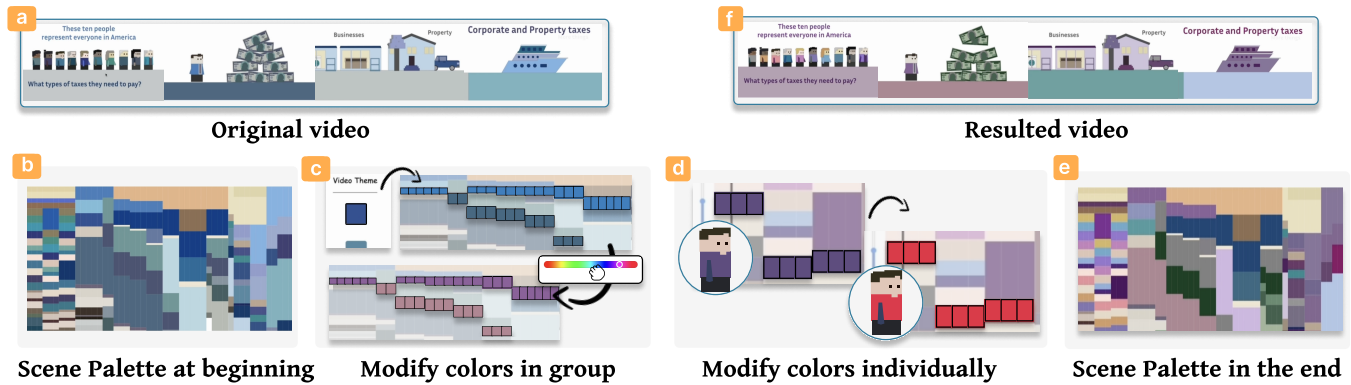 a
These ten people
represent everyone in America
What types of taxes they need to pay?
Businesses
Property
Corporate and Property taxes
Original video
f
These ten people
represent everyone in America
What types of taxes they need to pay?
Businesses
Property
Corporate and Property taxes
Resulted video
b
Scene Palette at beginning
c
Video Theme
Modify colors in group
d
Modify colors individually
e
Scene Palette in the end